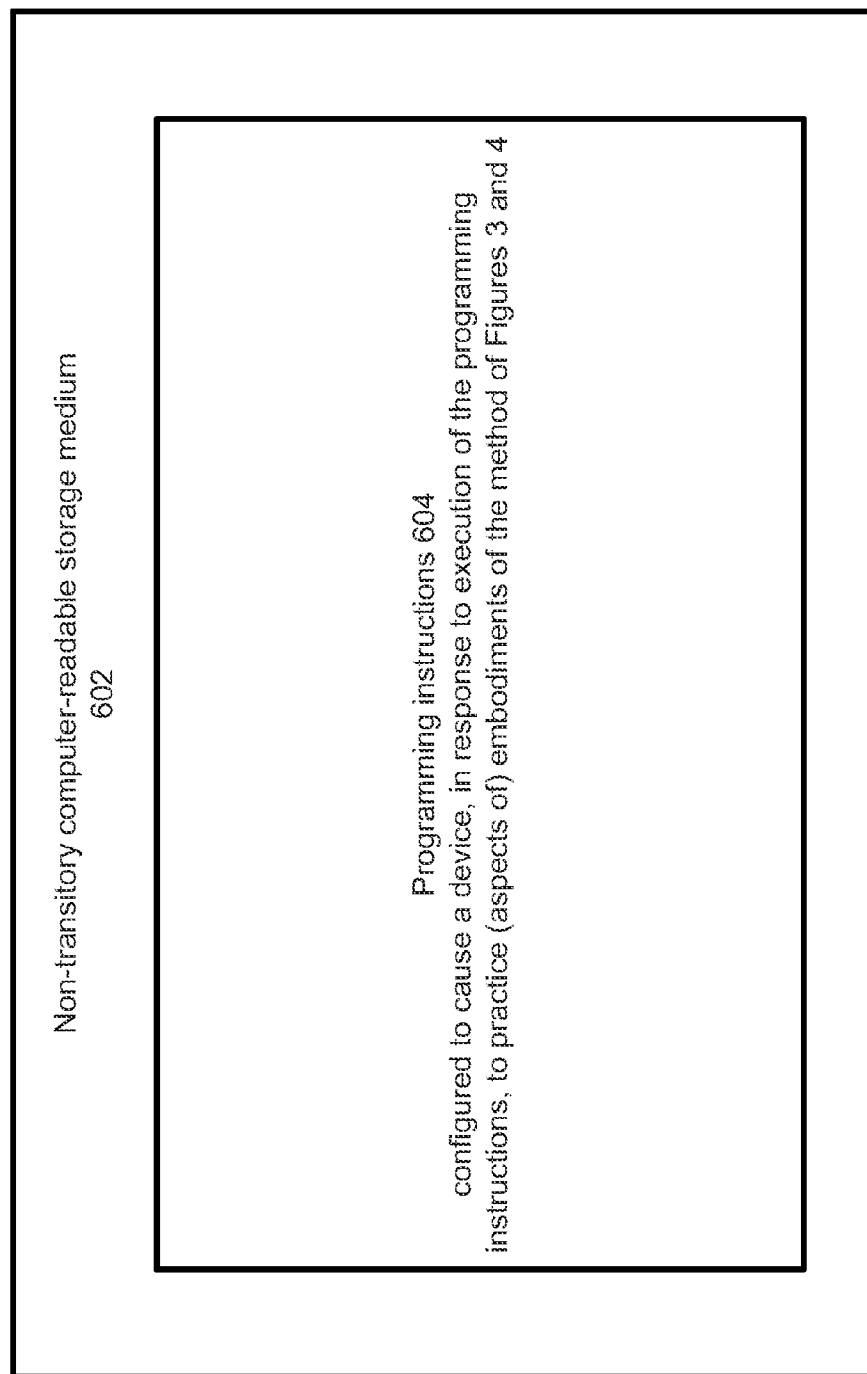 Non-transitory computer-readable storage medium
602
Programming instructions 604
configured to cause a device, in response to execution of the programming
instructions, to practice (aspects of) embodiments of the method of Figures 3 and 4